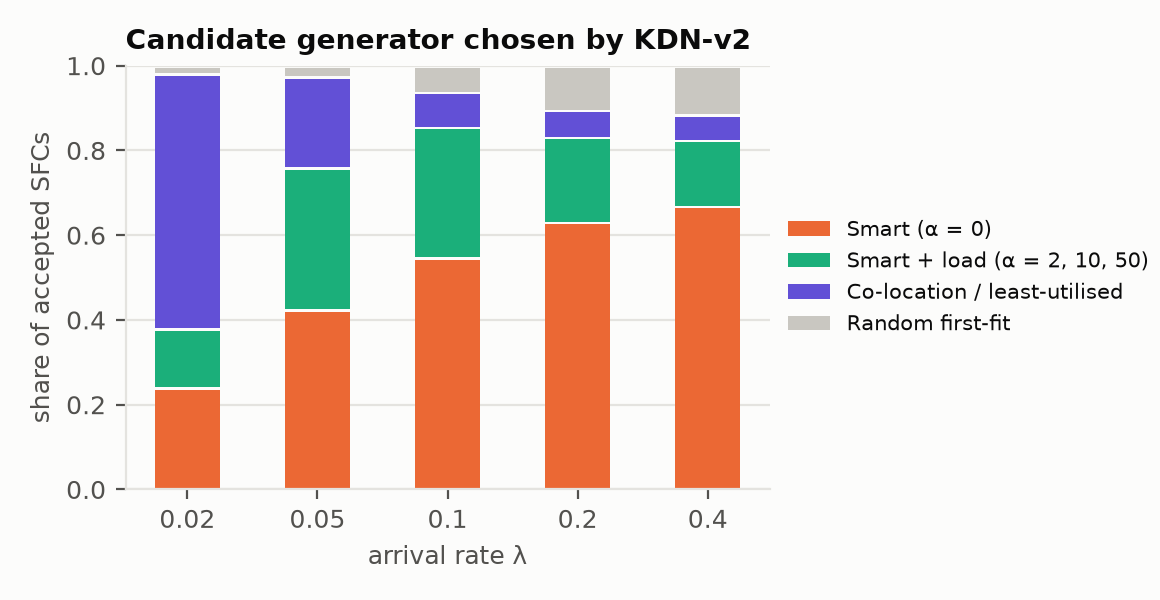 Candidate generator chosen by KDN-v2
share of accepted SFCs
1.0
0.8
0.6
0.4
0.2
0.0
0.02 0.05 0.1 0.2 0.4
arrival rate λ
Smart (α = 0)
Smart + load (α = 2, 10, 50)
Co-location / least-utilised
Random first-fit